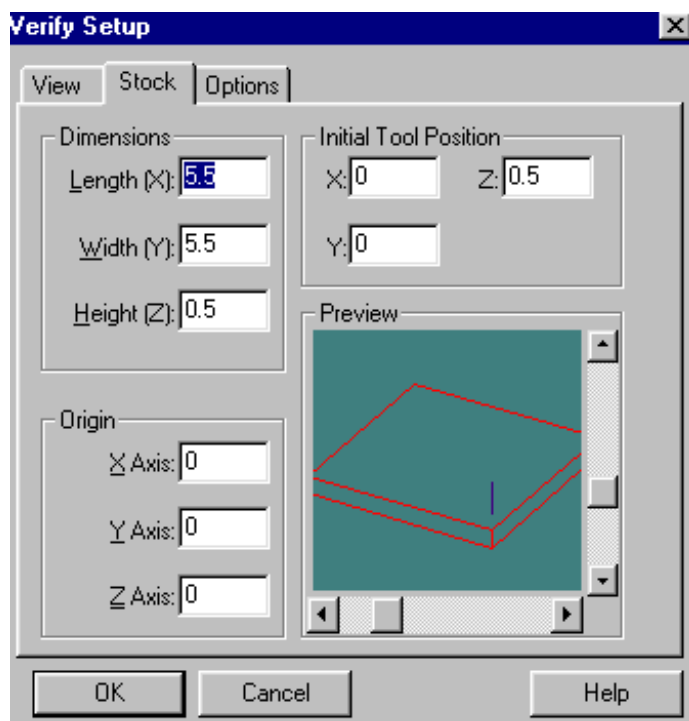 Verify Setup
View Stock Options
Dimensions
Length (X): 5.5
Width (Y): 5.5
Height (Z): 0.5
Initial Tool Position
X: 0 Z: 0.5
Y: 0
Preview
Origin
X Axis: 0
Y Axis: 0
Z Axis: 0
OK Cancel Help